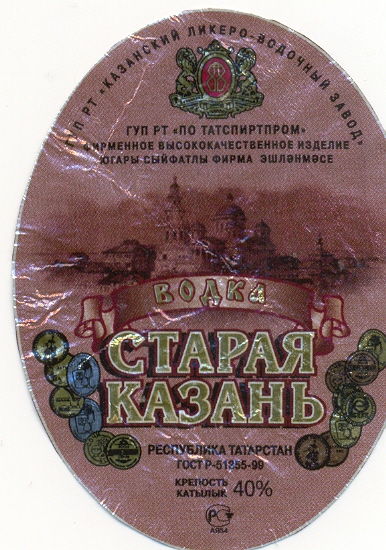 ГУП РТ «КАЗАНСКИЙ ЛИКЕРО-ВОДОЧНЫЙ ЗАВОД»
ГУП РТ «ПО ТАТСПИРТПРОМ»
ФИРМЕННОЕ ВЫСОКОКАЧЕСТВЕННОЕ ИЗДЕЛИЕ
ЮГАРЫ СЫЙФАТЛЫ ФИРМА ЭШЛӘНМӘСЕ
ВОДКА
СТАРАЯ
КАЗАНЬ
РЕСПУБЛИКА ТАТАРСТАН
ГОСТ Р-51355-99
КРЕПОСТЬ
КАТЫЛЫК 40%
АЯ54